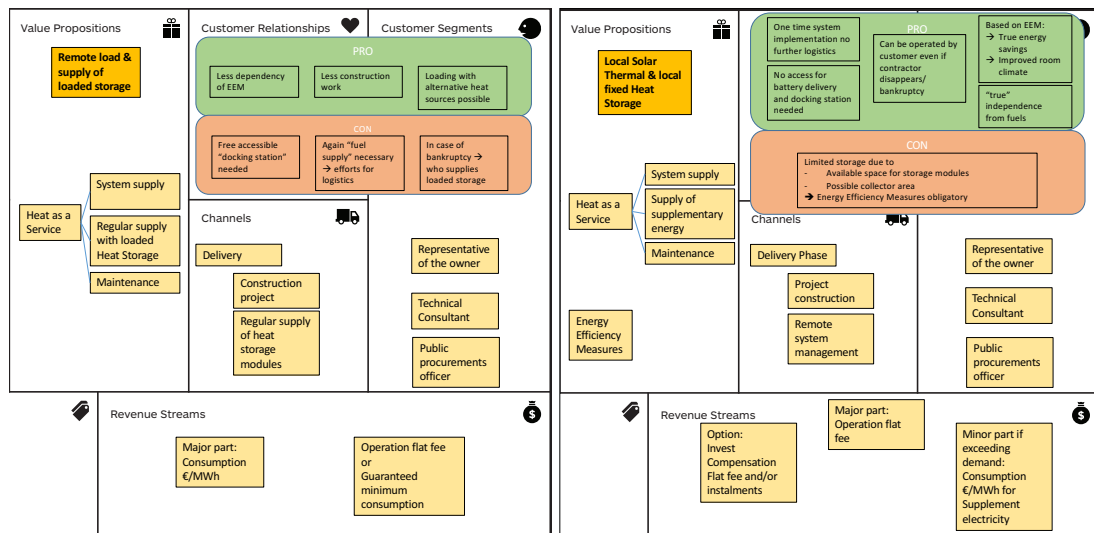 Value Propositions
Customer Relationships
Customer Segments
Remote load &
supply of
loaded storage
PRO
Less dependency
of EEM
Less construction
work
Loading with
alternative heat
sources possible
CON
Free accessible
“docking station”
needed
Again “fuel
supply” necessary
→ efforts for
logistics
In case of
bankruptcy →
who supplies
loaded storage
Heat as a
Service
System supply
Regular supply
with loaded
Heat Storage
Maintenance
Channels
Delivery
Construction
project
Regular supply
of heat
storage
modules
Representative
of the owner
Technical
Consultant
Public
procurements
officer
Revenue Streams
$
Major part:
Consumption
€/MWh
Operation flat fee
or
Guaranteed
minimum
consumption
Value Propositions
Local Solar
Thermal & local
fixed Heat
Storage
PRO
One time system
implementation no
further logistics
No access for
battery delivery
and docking station
needed
Can be operated by
customer even if
contractor
disappears/
bankruptcy
Based on EEM:
→ True energy
savings
→ Improved room
climate
“true”
independence
from fuels
CON
Limited storage due to
- Available space for storage modules
- Possible collector area
→ Energy Efficiency Measures obligatory
Heat as a
Service
System supply
Supply of
supplementary
energy
Maintenance
Energy
Efficiency
Measures
Channels
Delivery Phase
Project
construction
Remote
system
management
Representative
of the owner
Technical
Consultant
Public
procurements
officer
Revenue Streams
$
Option:
Invest
Compensation
Flat fee and/or
instalments
Major part:
Operation flat
fee
Minor part if
exceeding
demand:
Consumption
€/MWh for
Supplement
electricity